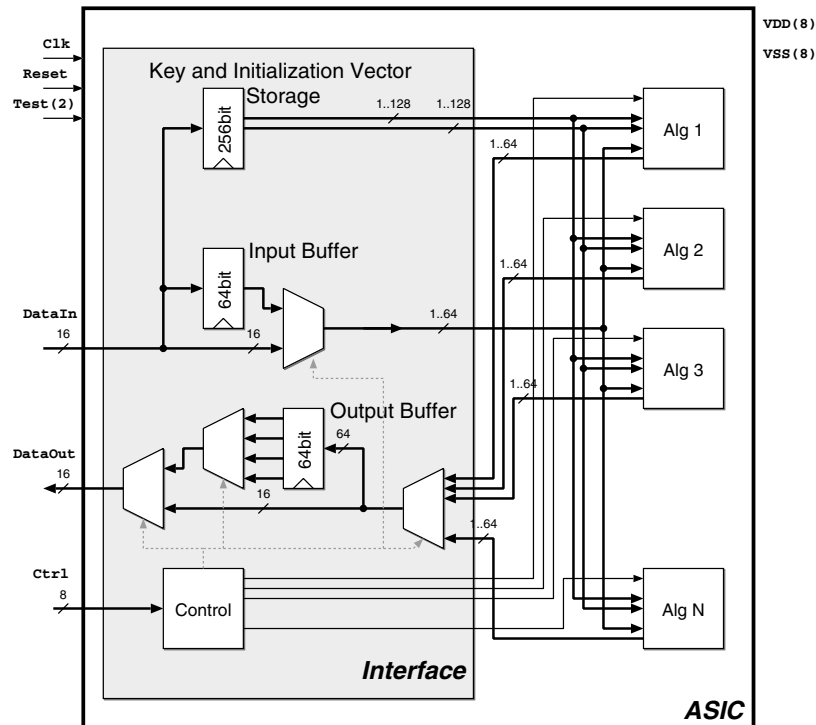 VDD(8)
VSS(8)
Clk
Reset
Test(2)
Key and Initialization Vector
Storage
256bit
1..128
1..128
Alg 1
1..64
Input Buffer
64bit
Alg 2
1..64
DataIn
16
16
1..64
Alg 3
1..64
Output Buffer
64bit
64
DataOut
16
16
1..64
Ctrl
8
Control
Alg N
Interface
ASIC